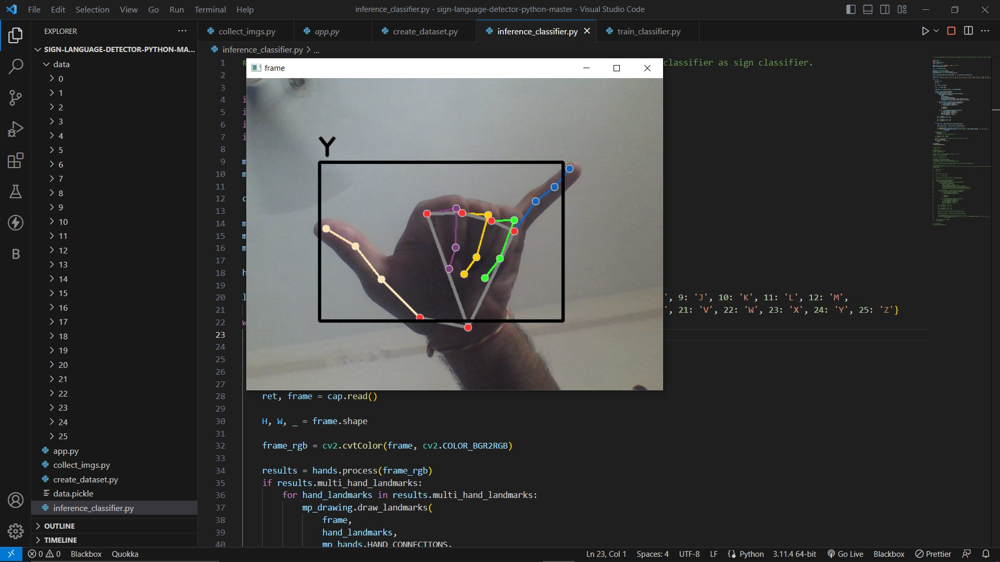 File Edit Selection View Go Run Terminal Help
inference_classifier.py - sign-language-detector-python-master - Visual Studio Code
EXPLORER
SIGN-LANGUAGE-DETECTOR-PYTHON-MA...
data
0
1
2
3
4
5
6
7
8
9
10
11
12
13
14
15
16
17
18
19
20
21
22
23
24
25
app.py
collect_imgs.py
create_dataset.py
data.pickle
inference_classifier.py
OUTLINE
TIMELINE
collect_imgs.py app.py create_dataset.py inference_classifier.py train_classifier.py
inference_classifier.py > ...
frame
Y
1 # classifier as sign classifier.
2
3
4 i
5 i
6 i
7 i
8
9 m
10 m
11
12 c
13
14 m
15 m
16 m
17
18 h
19
20 l ', 9: 'J', 10: 'K', 11: 'L', 12: 'M',
21 ', 21: 'V', 22: 'W', 23: 'X', 24: 'Y', 25: 'Z'}
22 w
23
24
25
26
27
28 ret, frame = cap.read()
29
30 H, W, _ = frame.shape
31
32 frame_rgb = cv2.cvtColor(frame, cv2.COLOR_BGR2RGB)
33
34 results = hands.process(frame_rgb)
35 if results.multi_hand_landmarks:
36 for hand_landmarks in results.multi_hand_landmarks:
37 mp_drawing.draw_landmarks(
38 frame,
39 hand_landmarks,
40 mp_hands.HAND_CONNECTIONS,
0 0 Blackbox Quokka
Ln 23, Col 1 Spaces: 4 UTF-8 LF Python 3.11.4 64-bit Go Live Blackbox Prettier